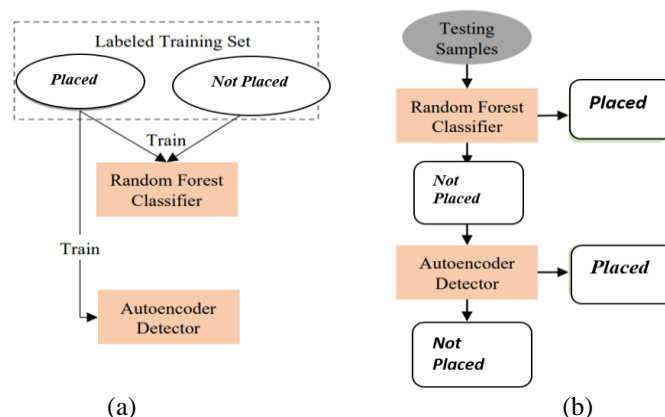 Labeled Training Set
Placed
Not Placed
Train
Random Forest
Classifier
Train
Autoencoder
Detector
(a)
Testing
Samples
Random Forest
Classifier
Placed
Not
Placed
Autoencoder
Detector
Placed
Not
Placed
(b)